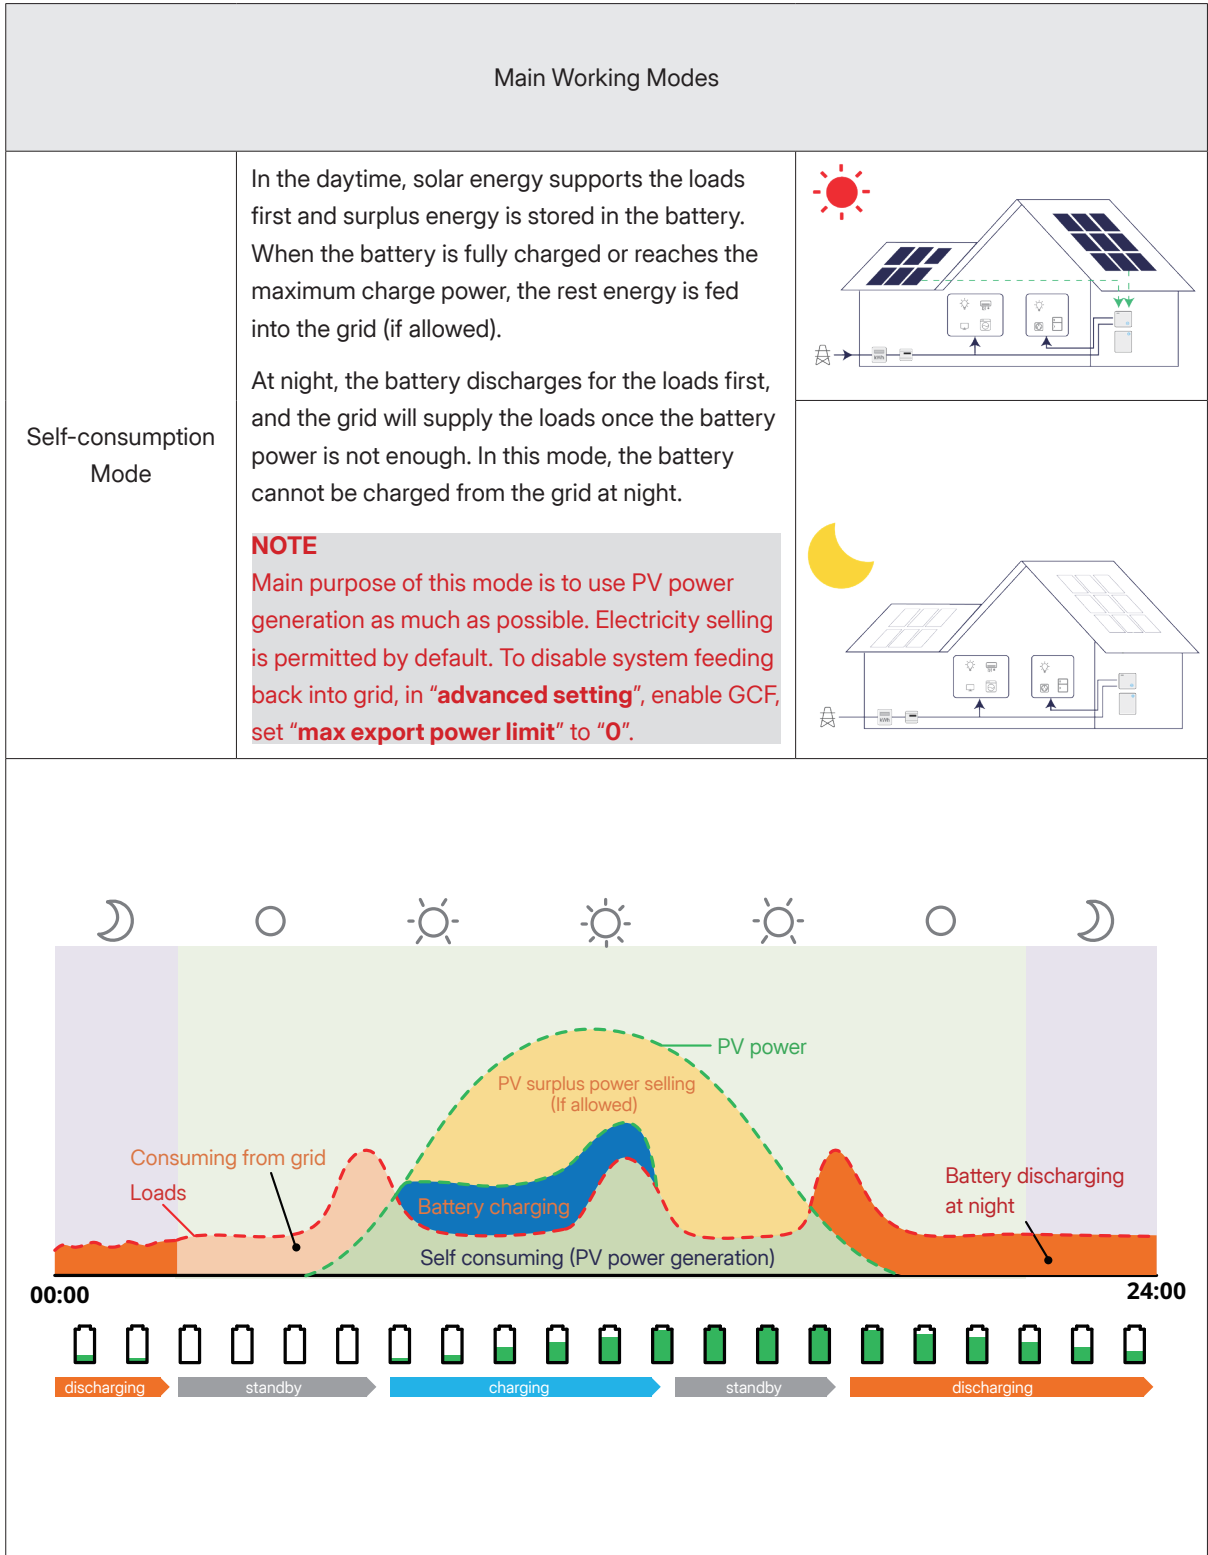 Main Working Modes
Self-consumption
Mode
In the daytime, solar energy supports the loads
first and surplus energy is stored in the battery.
When the battery is fully charged or reaches the
maximum charge power, the rest energy is fed
into the grid (if allowed).
At night, the battery discharges for the loads first,
and the grid will supply the loads once the battery
power is not enough. In this mode, the battery
cannot be charged from the grid at night.
NOTE
Main purpose of this mode is to use PV power
generation as much as possible. Electricity selling
is permitted by default. To disable system feeding
back into grid, in “advanced setting”, enable GCF,
set “max export power limit” to “0”.
kWh
kWh
PV power
PV surplus power selling
(If allowed)
Consuming from grid
Loads
Battery charging
Battery discharging
at night
Self consuming (PV power generation)
00:00
24:00
discharging
standby
charging
standby
discharging